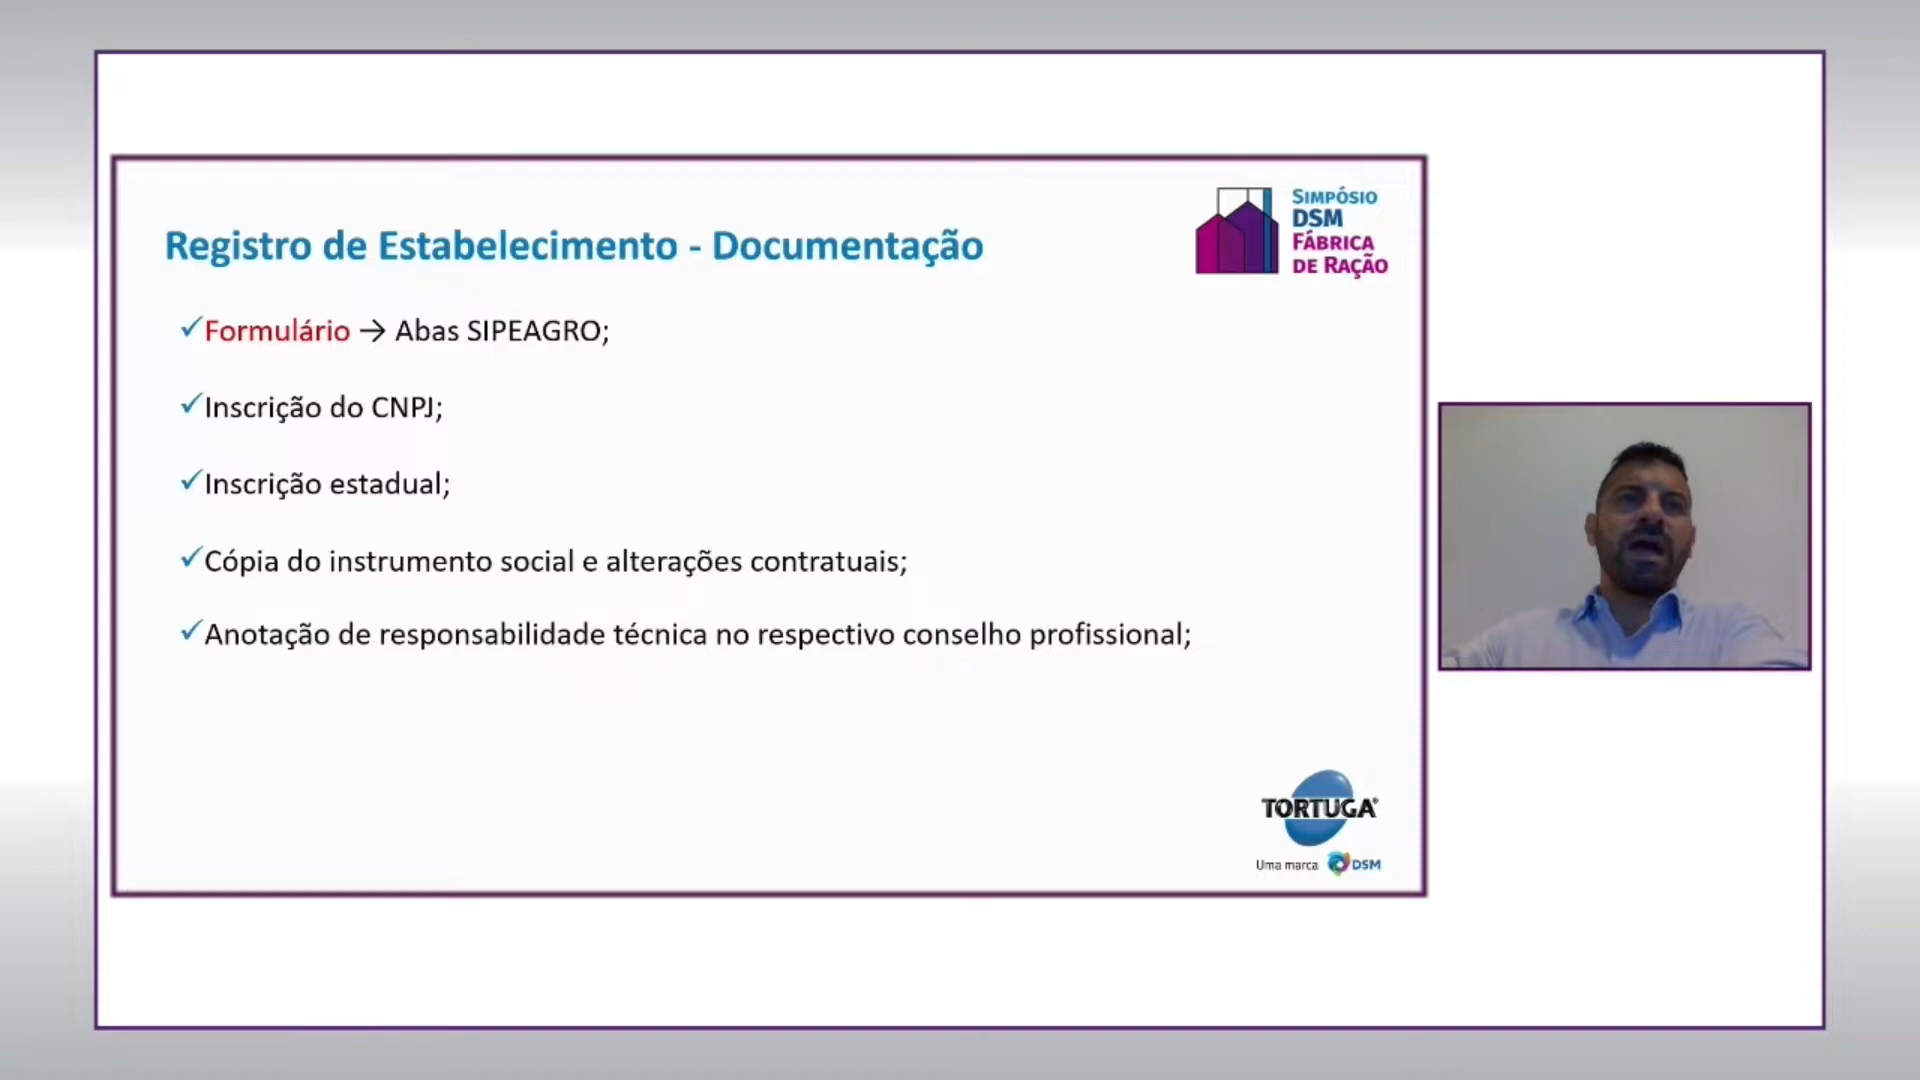 Registro de Estabelecimento - Documentação
SIMPÓSIO
DSM
FÁBRICA
DE RAÇÃO
✓Formulário → Abas SIPEAGRO;
✓Inscrição do CNPJ;
✓Inscrição estadual;
✓Cópia do instrumento social e alterações contratuais;
✓Anotação de responsabilidade técnica no respectivo conselho profissional;
TORTUGA®
Uma marca DSM